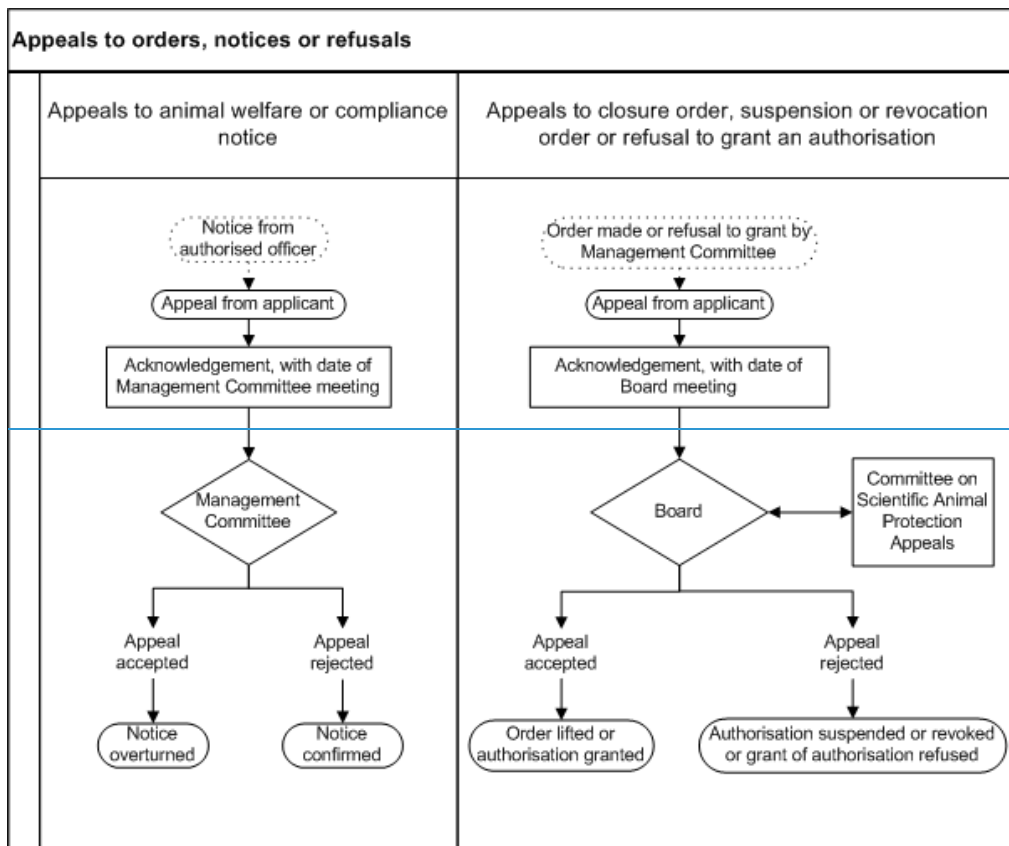 Appeals to orders, notices or refusals
Appeals to animal welfare or compliance
notice
Appeals to closure order, suspension or revocation
order or refusal to grant an authorisation
Notice from
authorised officer
Appeal from applicant
Acknowledgement, with date of
Management Committee meeting
Management
Committee
Appeal
accepted
Appeal
rejected
Notice
overturned
Notice
confirmed
Order made or refusal to grant by
Management Committee
Appeal from applicant
Acknowledgement, with date of
Board meeting
Board
Committee on
Scientific Animal
Protection
Appeals
Appeal
accepted
Appeal
rejected
Order lifted or
authorisation granted
Authorisation suspended or revoked
or grant of authorisation refused